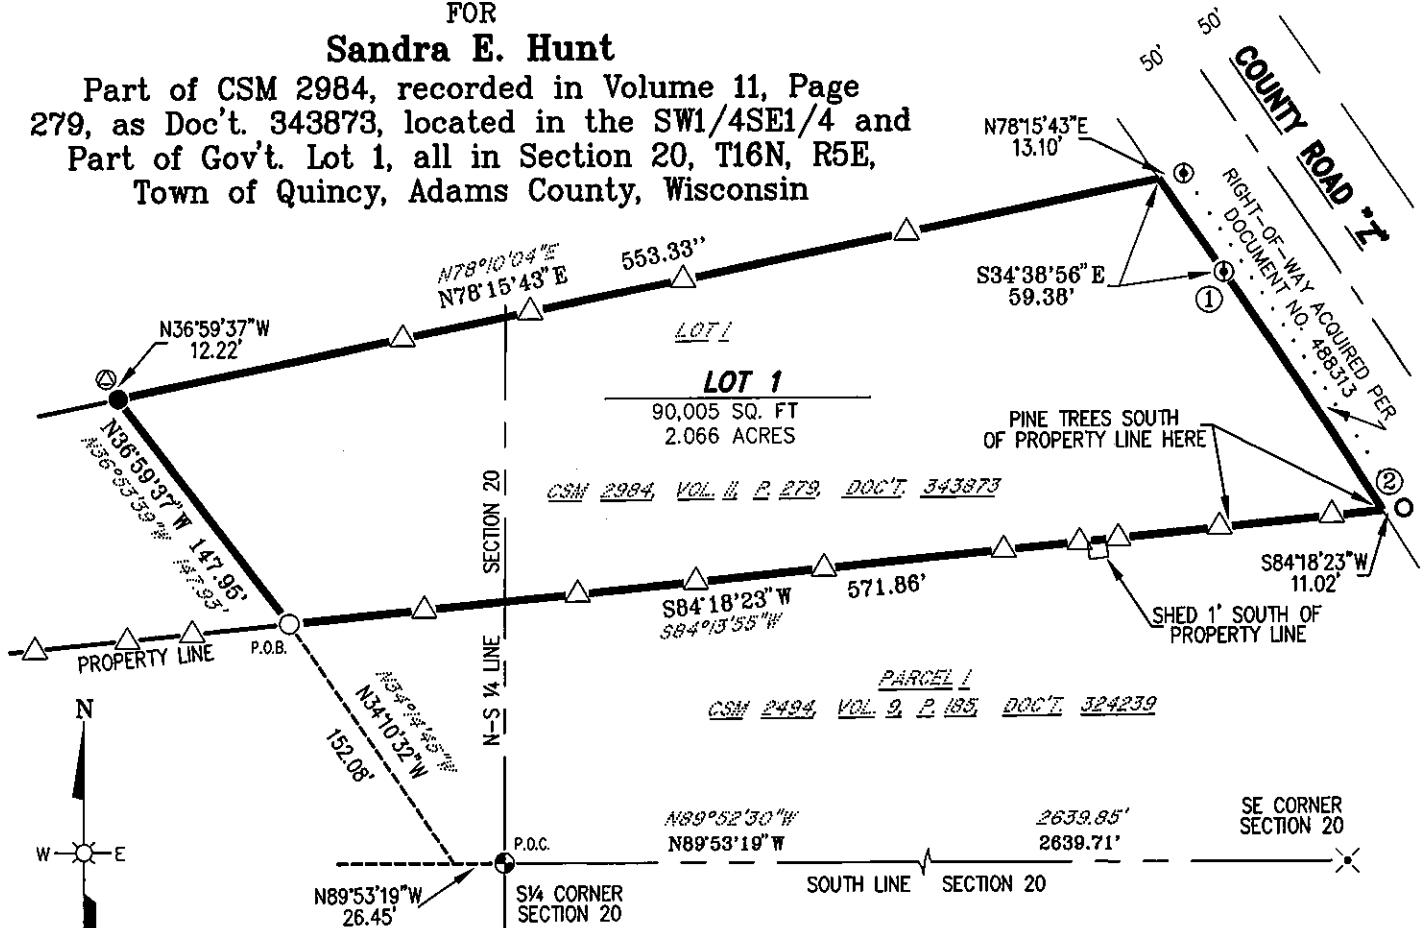 FOR
Sandra E. Hunt
Part of CSM 2984, recorded in Volume 11, Page
279, as Doc't. 343873, located in the SW1/4SE1/4 and
Part of Gov't. Lot 1, all in Section 20, T16N, R5E,
Town of Quincy, Adams County, Wisconsin
50'
50'
COUNTY ROAD "Z"
RIGHT-OF-WAY ACQUIRED PER
DOCUMENT NO. 488313
N78°15'43"E
13.10'
N78°10'04"E
N78°15'43"E
553.33''
S34°38'56"E
59.38'
1
N36°59'37"W
12.22'
LOT 1
LOT 1
90,005 SQ. FT
2.066 ACRES
PINE TREES SOUTH
OF PROPERTY LINE HERE
N36°59'37"W 147.95'
N36°53'39"W 147.93'
SECTION 20
N-S ¼ LINE
CSM 2984, VOL. 11, P. 279, DOC'T. 343873
2
S84°18'23"W
11.02'
S84°18'23"W
571.86'
S84°13'55"W
SHED 1' SOUTH OF
PROPERTY LINE
PROPERTY LINE
P.O.B.
N34°14'45"W
N34°10'32"W
152.08'
PARCEL 1
CSM 2494, VOL. 9, P. 185, DOC'T. 324239
N
W
E
P.O.C.
N89°52'30"W
2639.85'
N89°53'19"W
2639.71'
SE CORNER
SECTION 20
SOUTH LINE SECTION 20
N89°53'19"W
26.45'
S¼ CORNER
SECTION 20